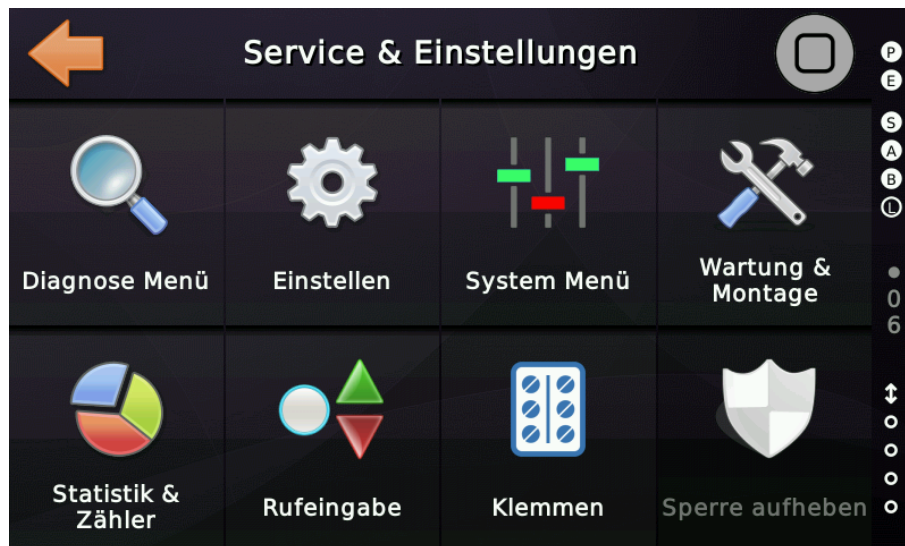 Service & Einstellungen
P
E
S
A
B
L
Diagnose Menü
Einstellen
System Menü
Wartung &
Montage
0
6
Statistik &
Zähler
Rufeingabe
Klemmen
Sperre aufheben